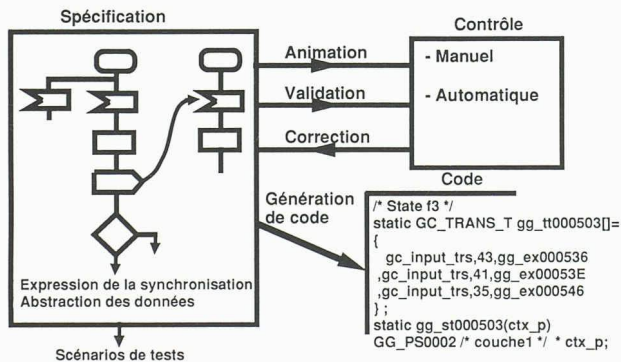 Spécification
Contrôle
Animation
- Manuel
Validation
- Automatique
Correction
Code
Génération
de code
/* State f3 */
static GC_TRANS_T gg_tt000503[]=
{
gc_input_trs,43,gg_ex000536
,gc_input_trs,41,gg_ex00053E
,gc_input_trs,35,gg_ex000546
} ;
static gg_st000503(ctx_p)
GG_PS0002 /* couche1 */ * ctx_p;
Expression de la synchronisation
Abstraction des données
Scénarios de tests